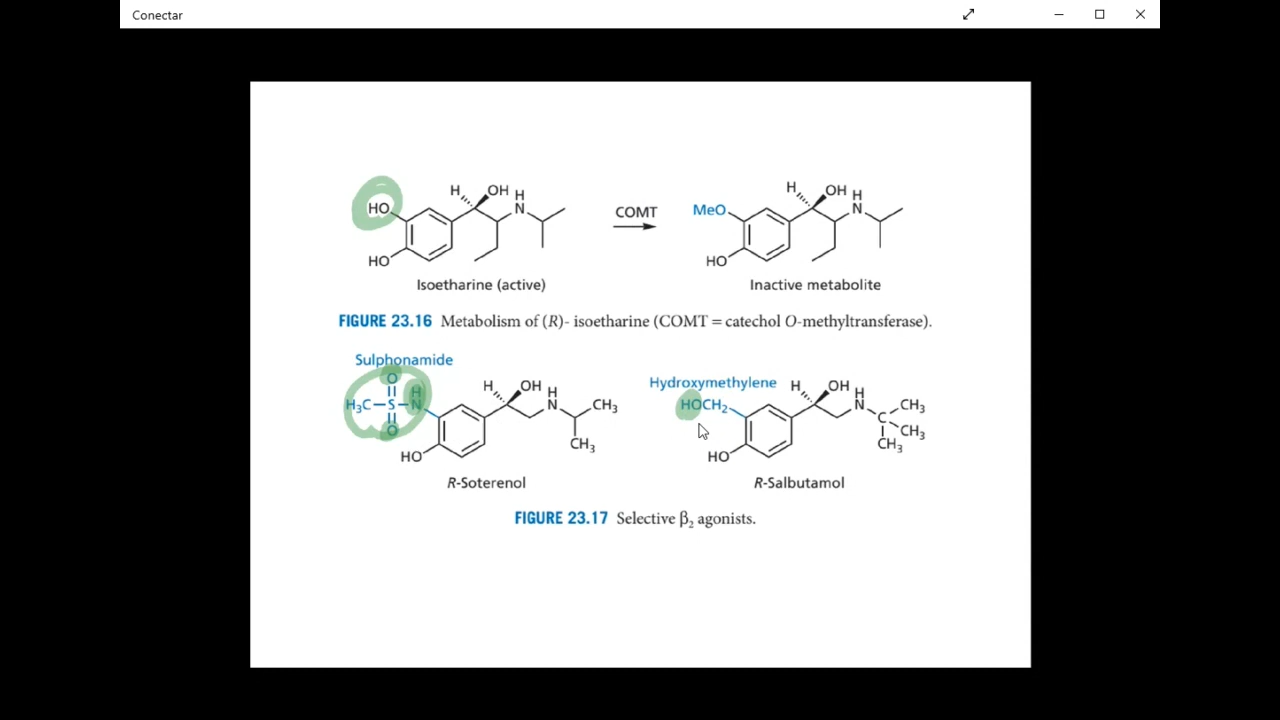 Conectar
H OH H
HO N
HO
Isoetharine (active)
COMT
H OH H
MeO N
HO
Inactive metabolite
FIGURE 23.16 Metabolism of (R)- isoetharine (COMT = catechol O-methyltransferase).
Sulphonamide
O
H OH H
H
H₃C S N N CH₃
O
HO CH₃
R-Soterenol
Hydroxymethylene
H OH H
HOCH₂ N CH₃
C
CH₃
HO CH₃
R-Salbutamol
FIGURE 23.17 Selective β₂ agonists.